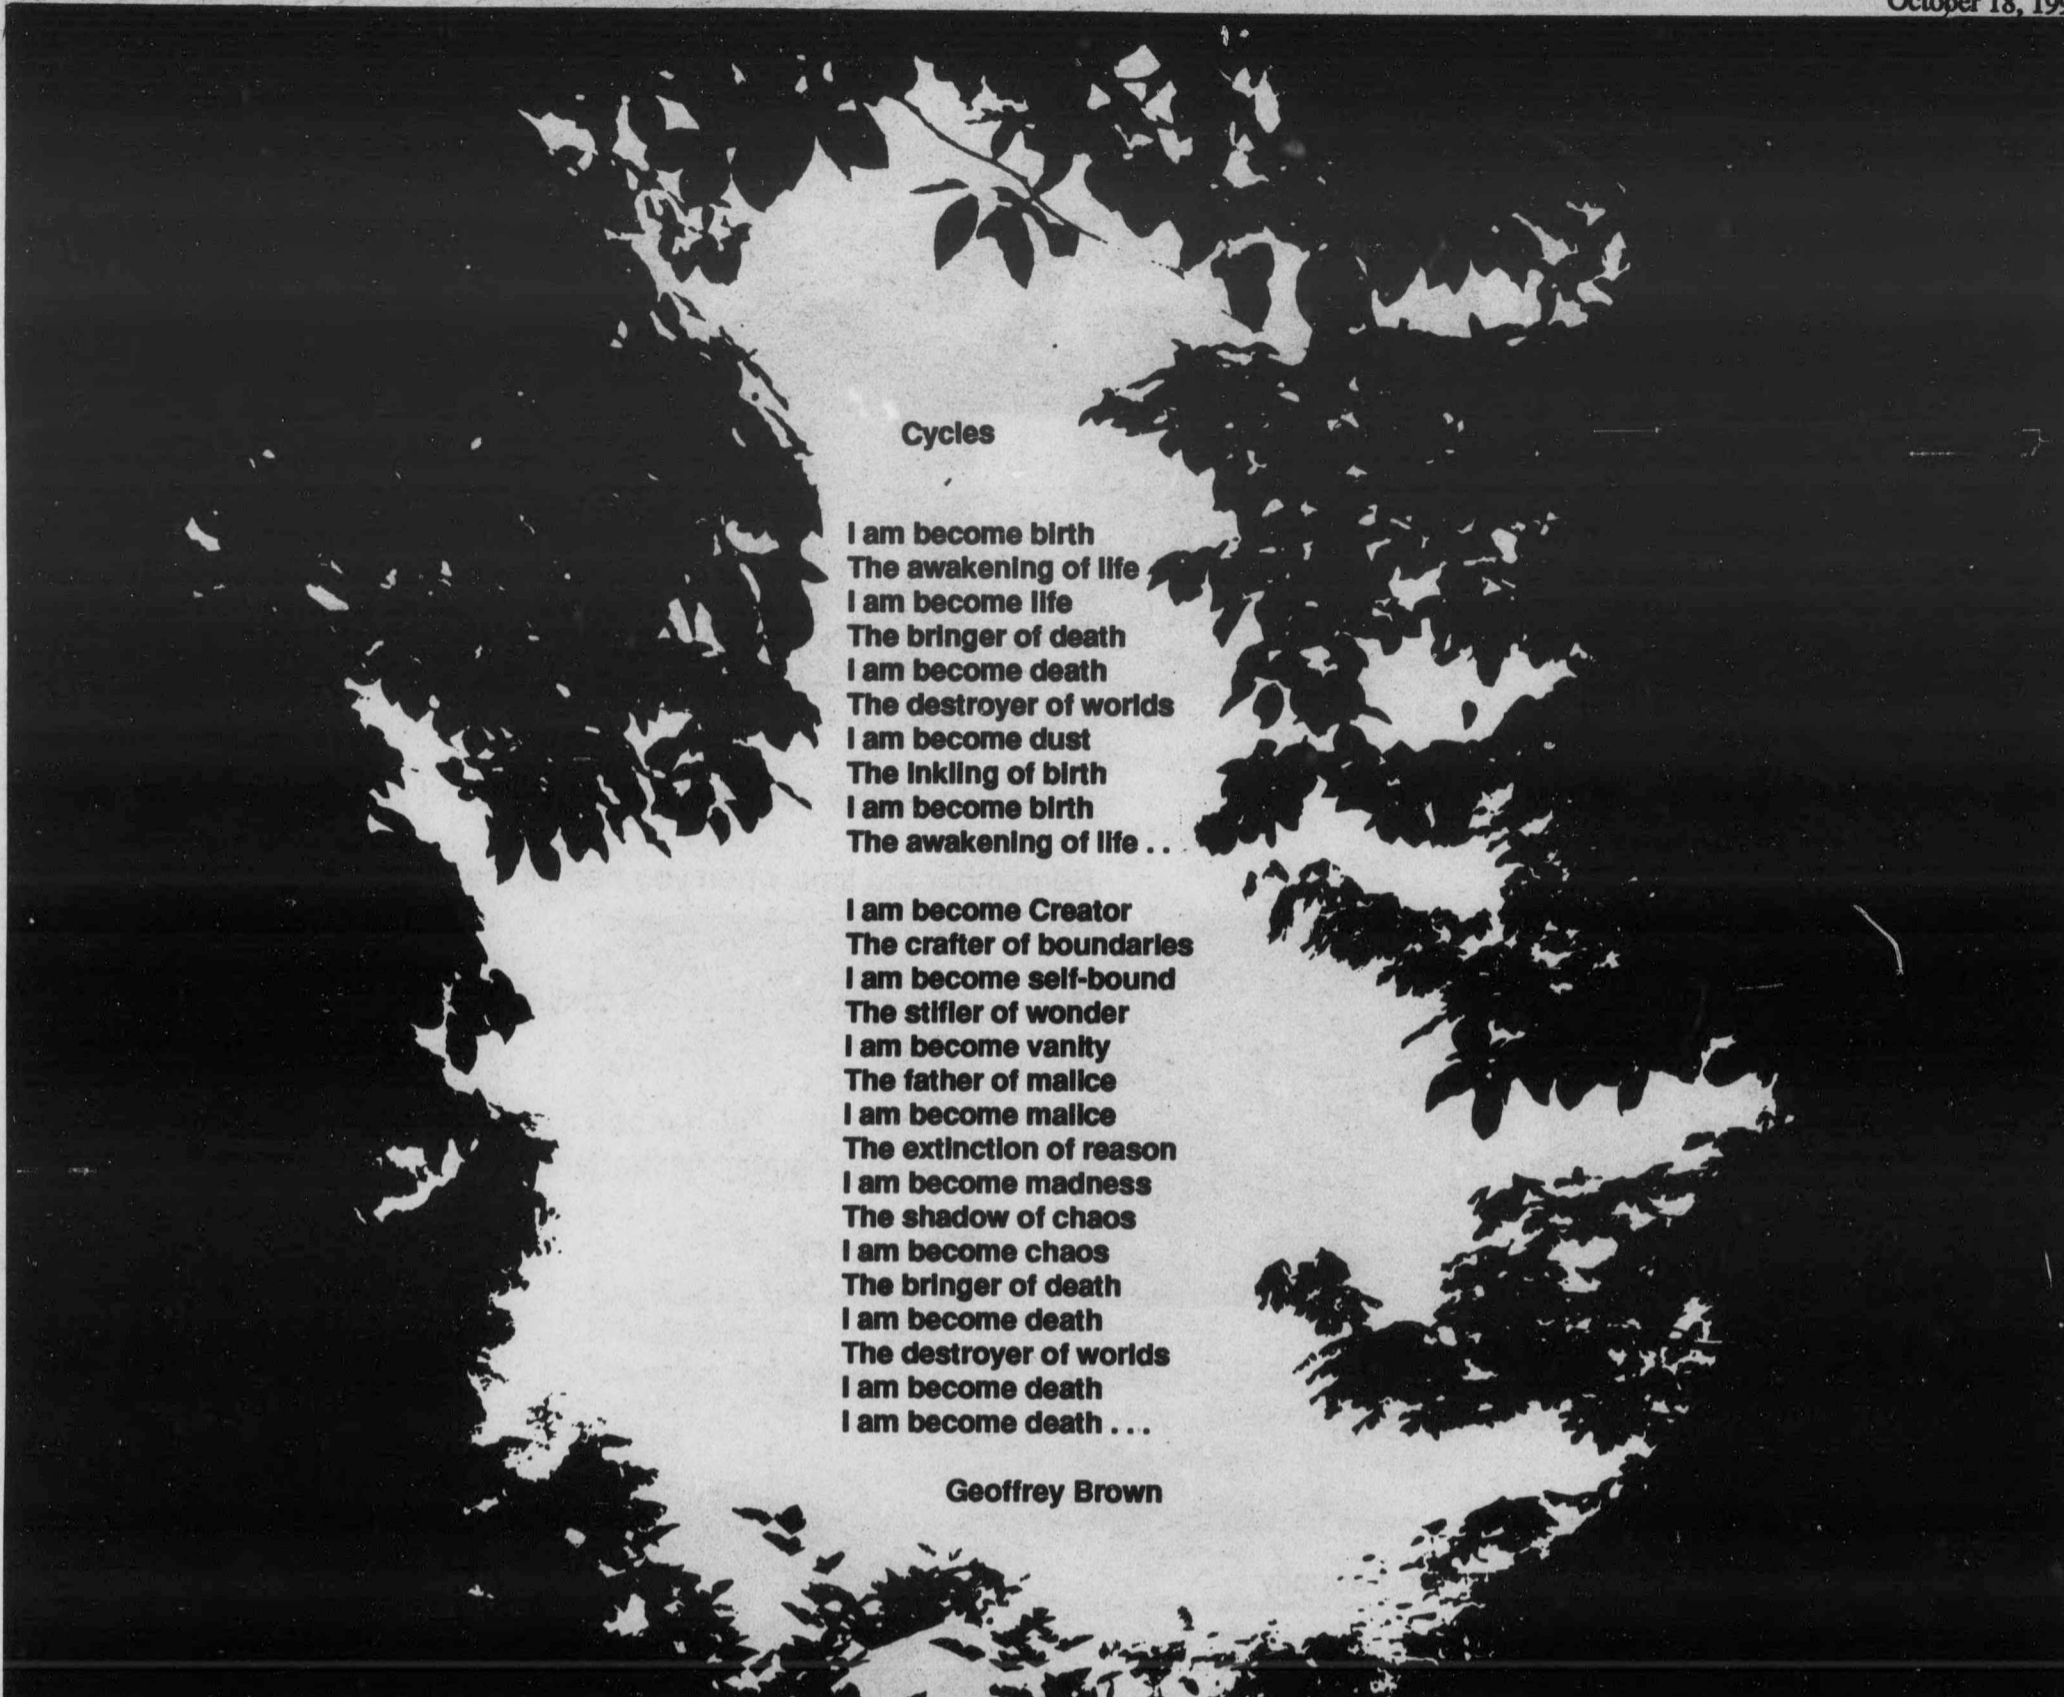 October 18, 199
Cycles
I am become birth
The awakening of life
I am become life
The bringer of death
I am become death
The destroyer of worlds
I am become dust
The inkling of birth
I am become birth
The awakening of life . . .
I am become Creator
The crafter of boundaries
I am become self-bound
The stifler of wonder
I am become vanity
The father of malice
I am become malice
The extinction of reason
I am become madness
The shadow of chaos
I am become chaos
The bringer of death
I am become death
The destroyer of worlds
I am become death
I am become death . . .
Geoffrey Brown